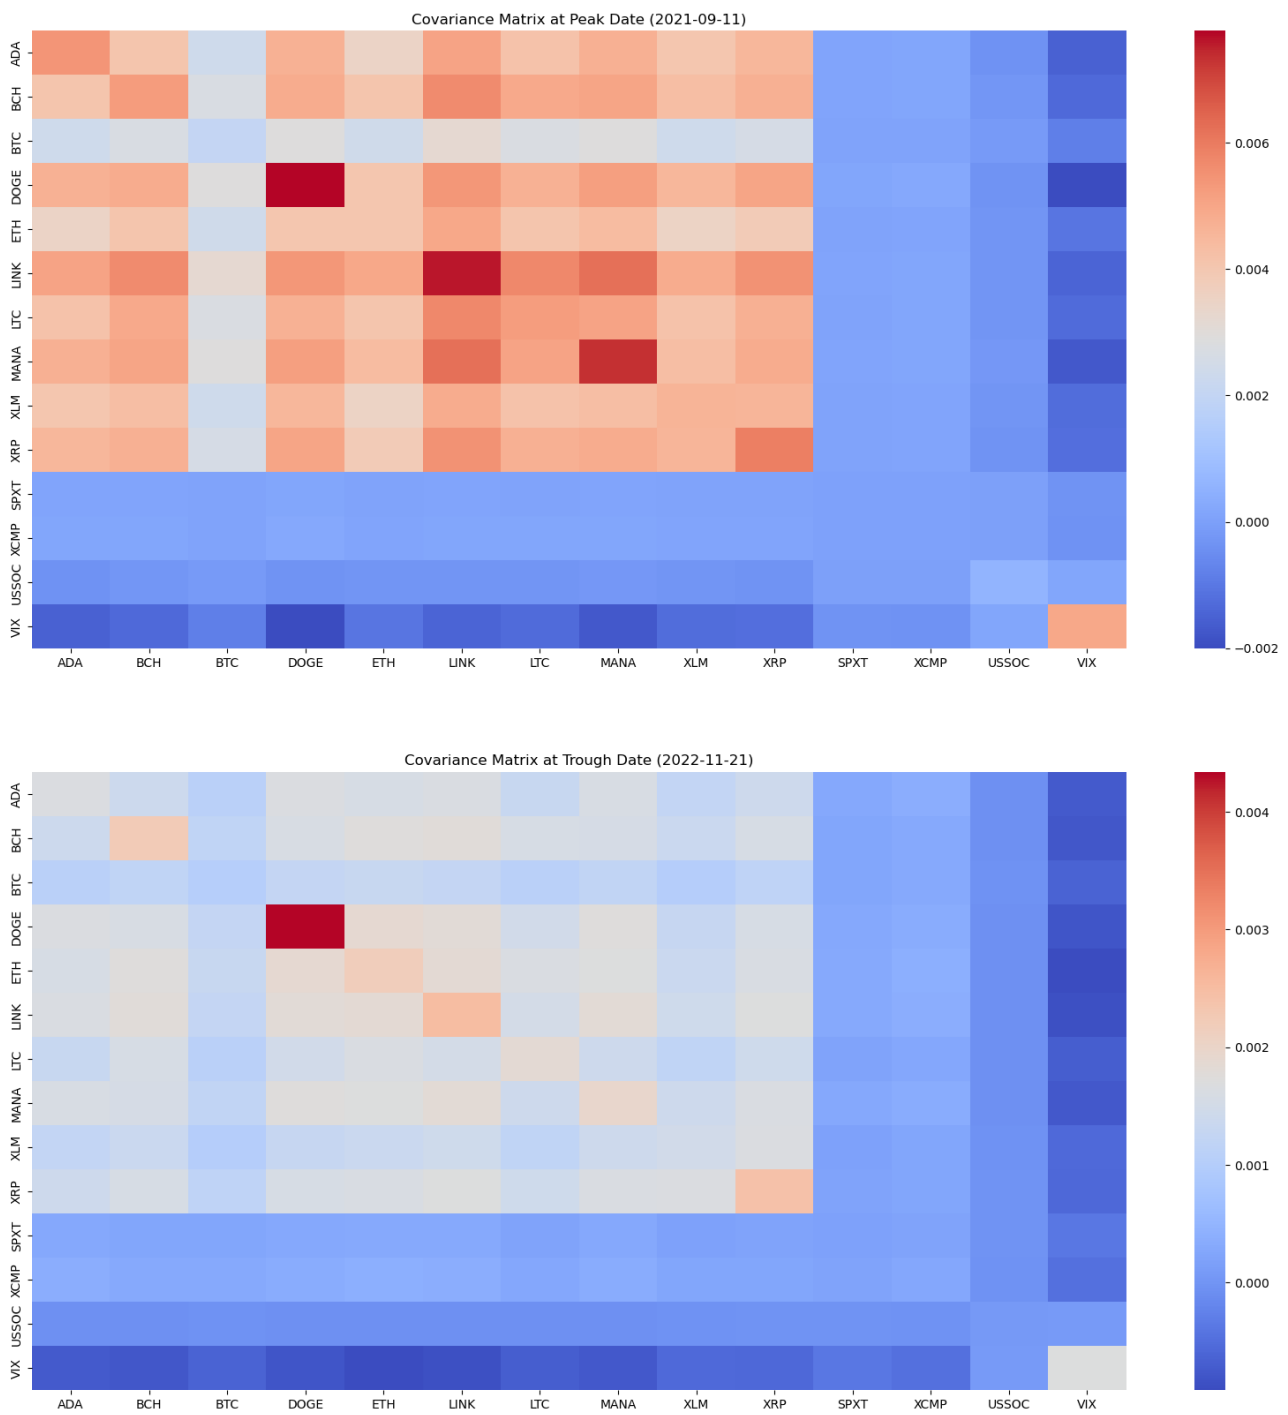 Covariance Matrix at Peak Date (2021-09-11)
ADA
BCH
BTC
DOGE
ETH
LINK
LTC
MANA
XLM
XRP
SPXT
XCMP
USSOC
VIX
ADA BCH BTC DOGE ETH LINK LTC MANA XLM XRP SPXT XCMP USSOC VIX
0.006
0.004
0.002
0.000
−0.002
Covariance Matrix at Trough Date (2022-11-21)
ADA
BCH
BTC
DOGE
ETH
LINK
LTC
MANA
XLM
XRP
SPXT
XCMP
USSOC
VIX
ADA BCH BTC DOGE ETH LINK LTC MANA XLM XRP SPXT XCMP USSOC VIX
0.004
0.003
0.002
0.001
0.000